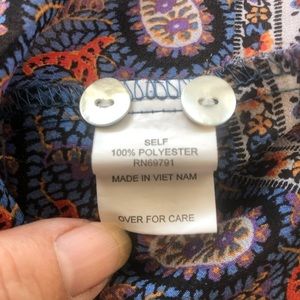 SELF
100% POLYESTER
RN69791
MADE IN VIET NAM
OVER FOR CARE